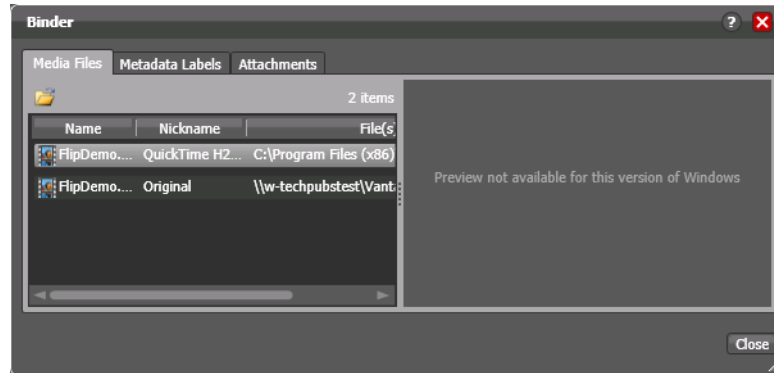 Binder
Media Files Metadata Labels Attachments
2 items
Name Nickname File(s)
FlipDemo.... QuickTime H2... C:\Program Files (x86)
FlipDemo.... Original \\w-techpubstest\Vanta
Preview not available for this version of Windows
Close